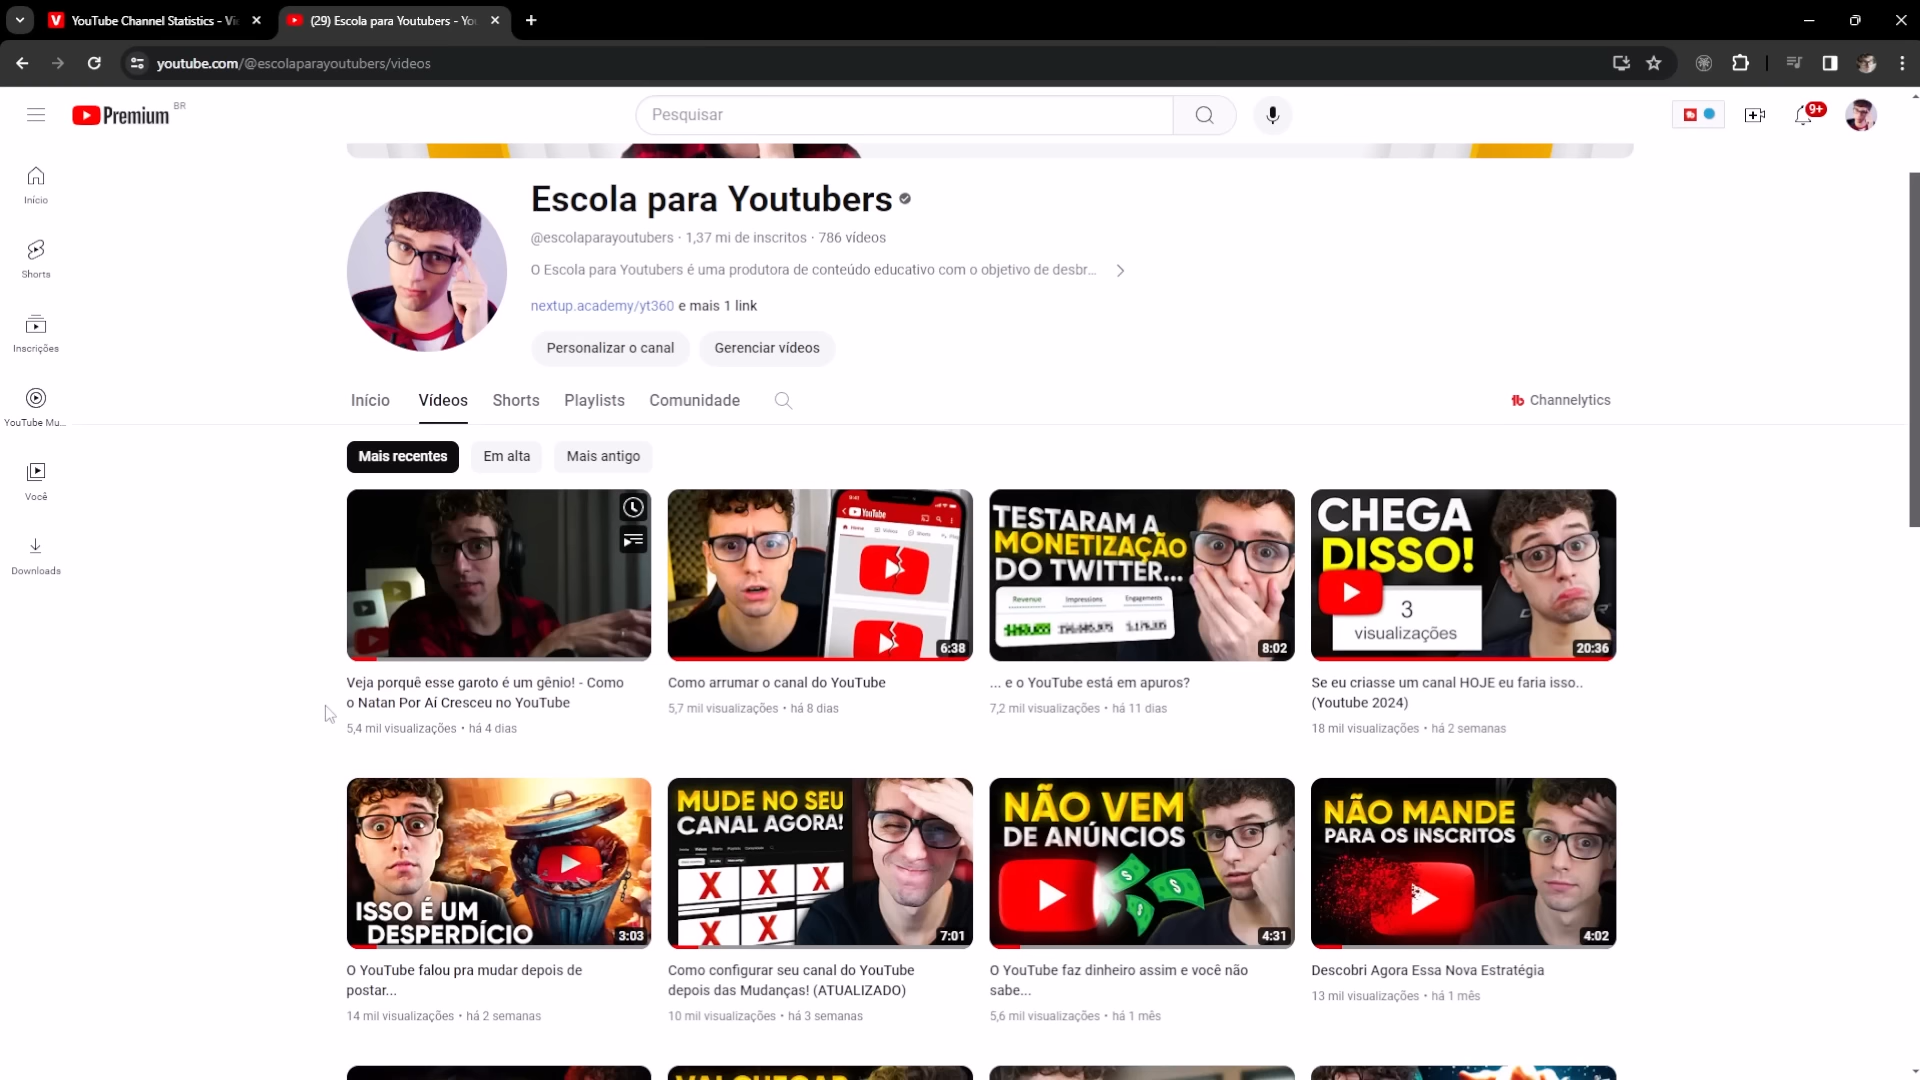 YouTube Channel Statistics - Vi
(29) Escola para Youtubers - You
youtube.com/@escolaparayoutubers/videos
Premium BR
Pesquisar
9+
Início
Shorts
Inscrições
YouTube Mu...
Você
Downloads
Escola para Youtubers
@escolaparayoutubers · 1,37 mi de inscritos · 786 vídeos
O Escola para Youtubers é uma produtora de conteúdo educativo com o objetivo de desbr...
nextup.academy/yt360 e mais 1 link
Personalizar o canal
Gerenciar vídeos
Início
Vídeos
Shorts
Playlists
Comunidade
Channelytics
Mais recentes
Em alta
Mais antigo
YouTube
6:38
TESTARAM A
MONETIZAÇÃO
DO TWITTER...
Revenue Impressions Engagements
8:02
CHEGA
DISSO!
3
visualizações
20:36
Veja porquê esse garoto é um gênio! - Como
o Natan Por Aí Cresceu no YouTube
5,4 mil visualizações • há 4 dias
Como arrumar o canal do YouTube
5,7 mil visualizações • há 8 dias
... e o YouTube está em apuros?
7,2 mil visualizações • há 11 dias
Se eu criasse um canal HOJE eu faria isso..
(Youtube 2024)
18 mil visualizações • há 2 semanas
ISSO É UM
DESPERDÍCIO
3:03
MUDE NO SEU
CANAL AGORA!
X X X
X X
7:01
NÃO VEM
DE ANÚNCIOS
4:31
NÃO MANDE
PARA OS INSCRITOS
4:02
O YouTube falou pra mudar depois de
postar...
14 mil visualizações • há 2 semanas
Como configurar seu canal do YouTube
depois das Mudanças! (ATUALIZADO)
10 mil visualizações • há 3 semanas
O YouTube faz dinheiro assim e você não
sabe...
5,6 mil visualizações • há 1 mês
Descobri Agora Essa Nova Estratégia
13 mil visualizações • há 1 mês